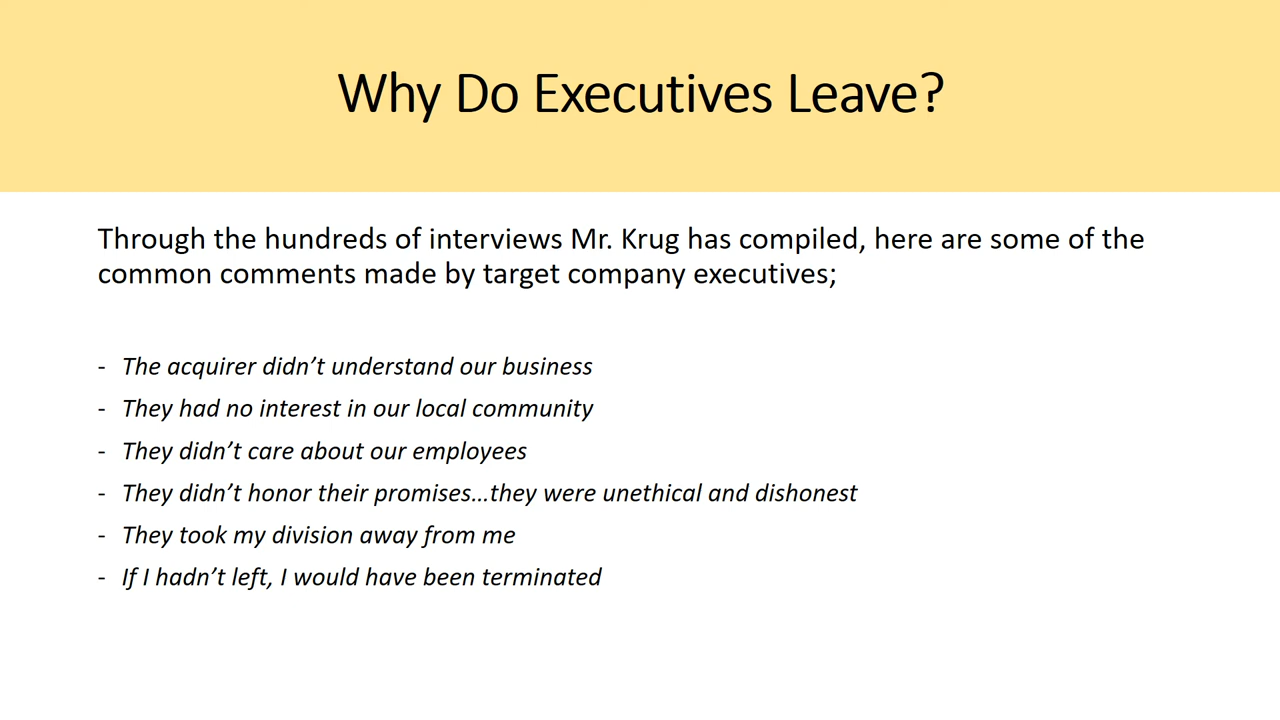 Why Do Executives Leave?
Through the hundreds of interviews Mr. Krug has compiled, here are some of the
common comments made by target company executives;
- The acquirer didn’t understand our business
- They had no interest in our local community
- They didn’t care about our employees
- They didn’t honor their promises…they were unethical and dishonest
- They took my division away from me
- If I hadn’t left, I would have been terminated